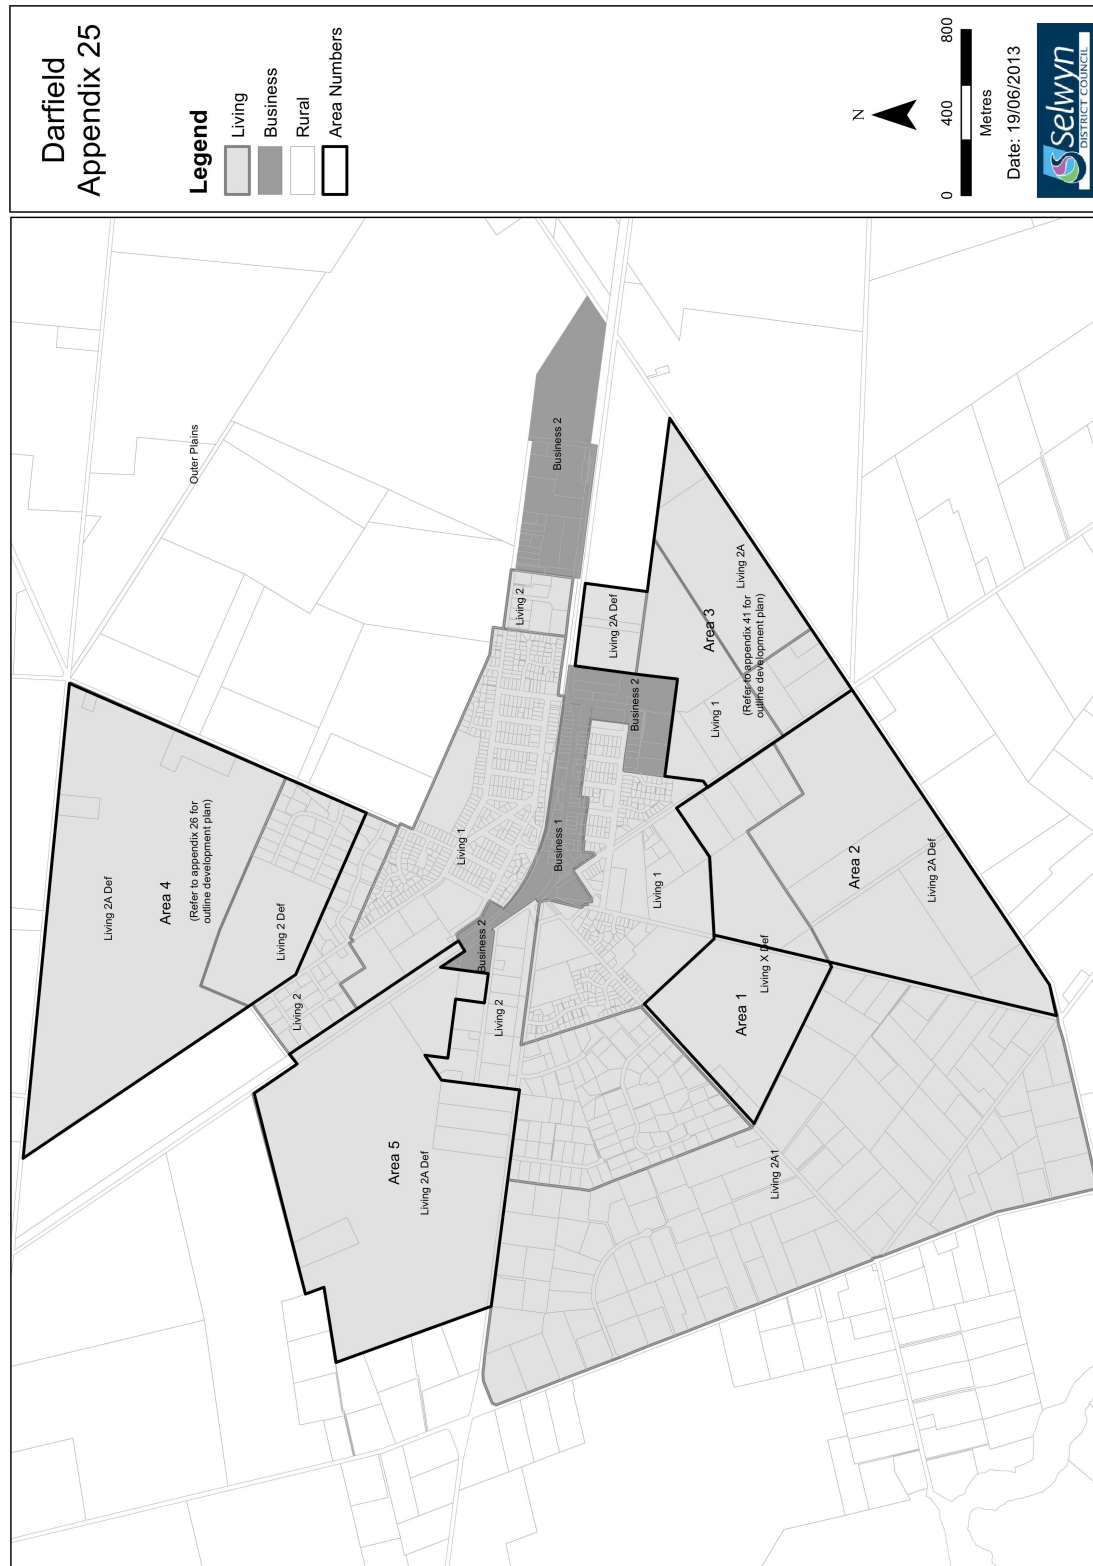 Darfield
Appendix 25
Legend
Living
Business
Rural
Area Numbers
N
0
400
800
Metres
Date: 19/06/2013
Selwyn
DISTRICT COUNCIL
Outer Plains
Living 2A Def
Area 4
(Refer to appendix 26 for
outline development plan)
Living 2 Def
Living 2
Living 1
Living 2
Business 2
Business 2
Business 1
Business 2
Living 2A Def
Living 2
Area 5
Living 2A Def
Living 1
Living 1
Area 3
(Refer to appendix 41 for
outline development plan)
Living 2A
Area 2
Living 2A Def
Living X Def
Area 1
Living 2A1